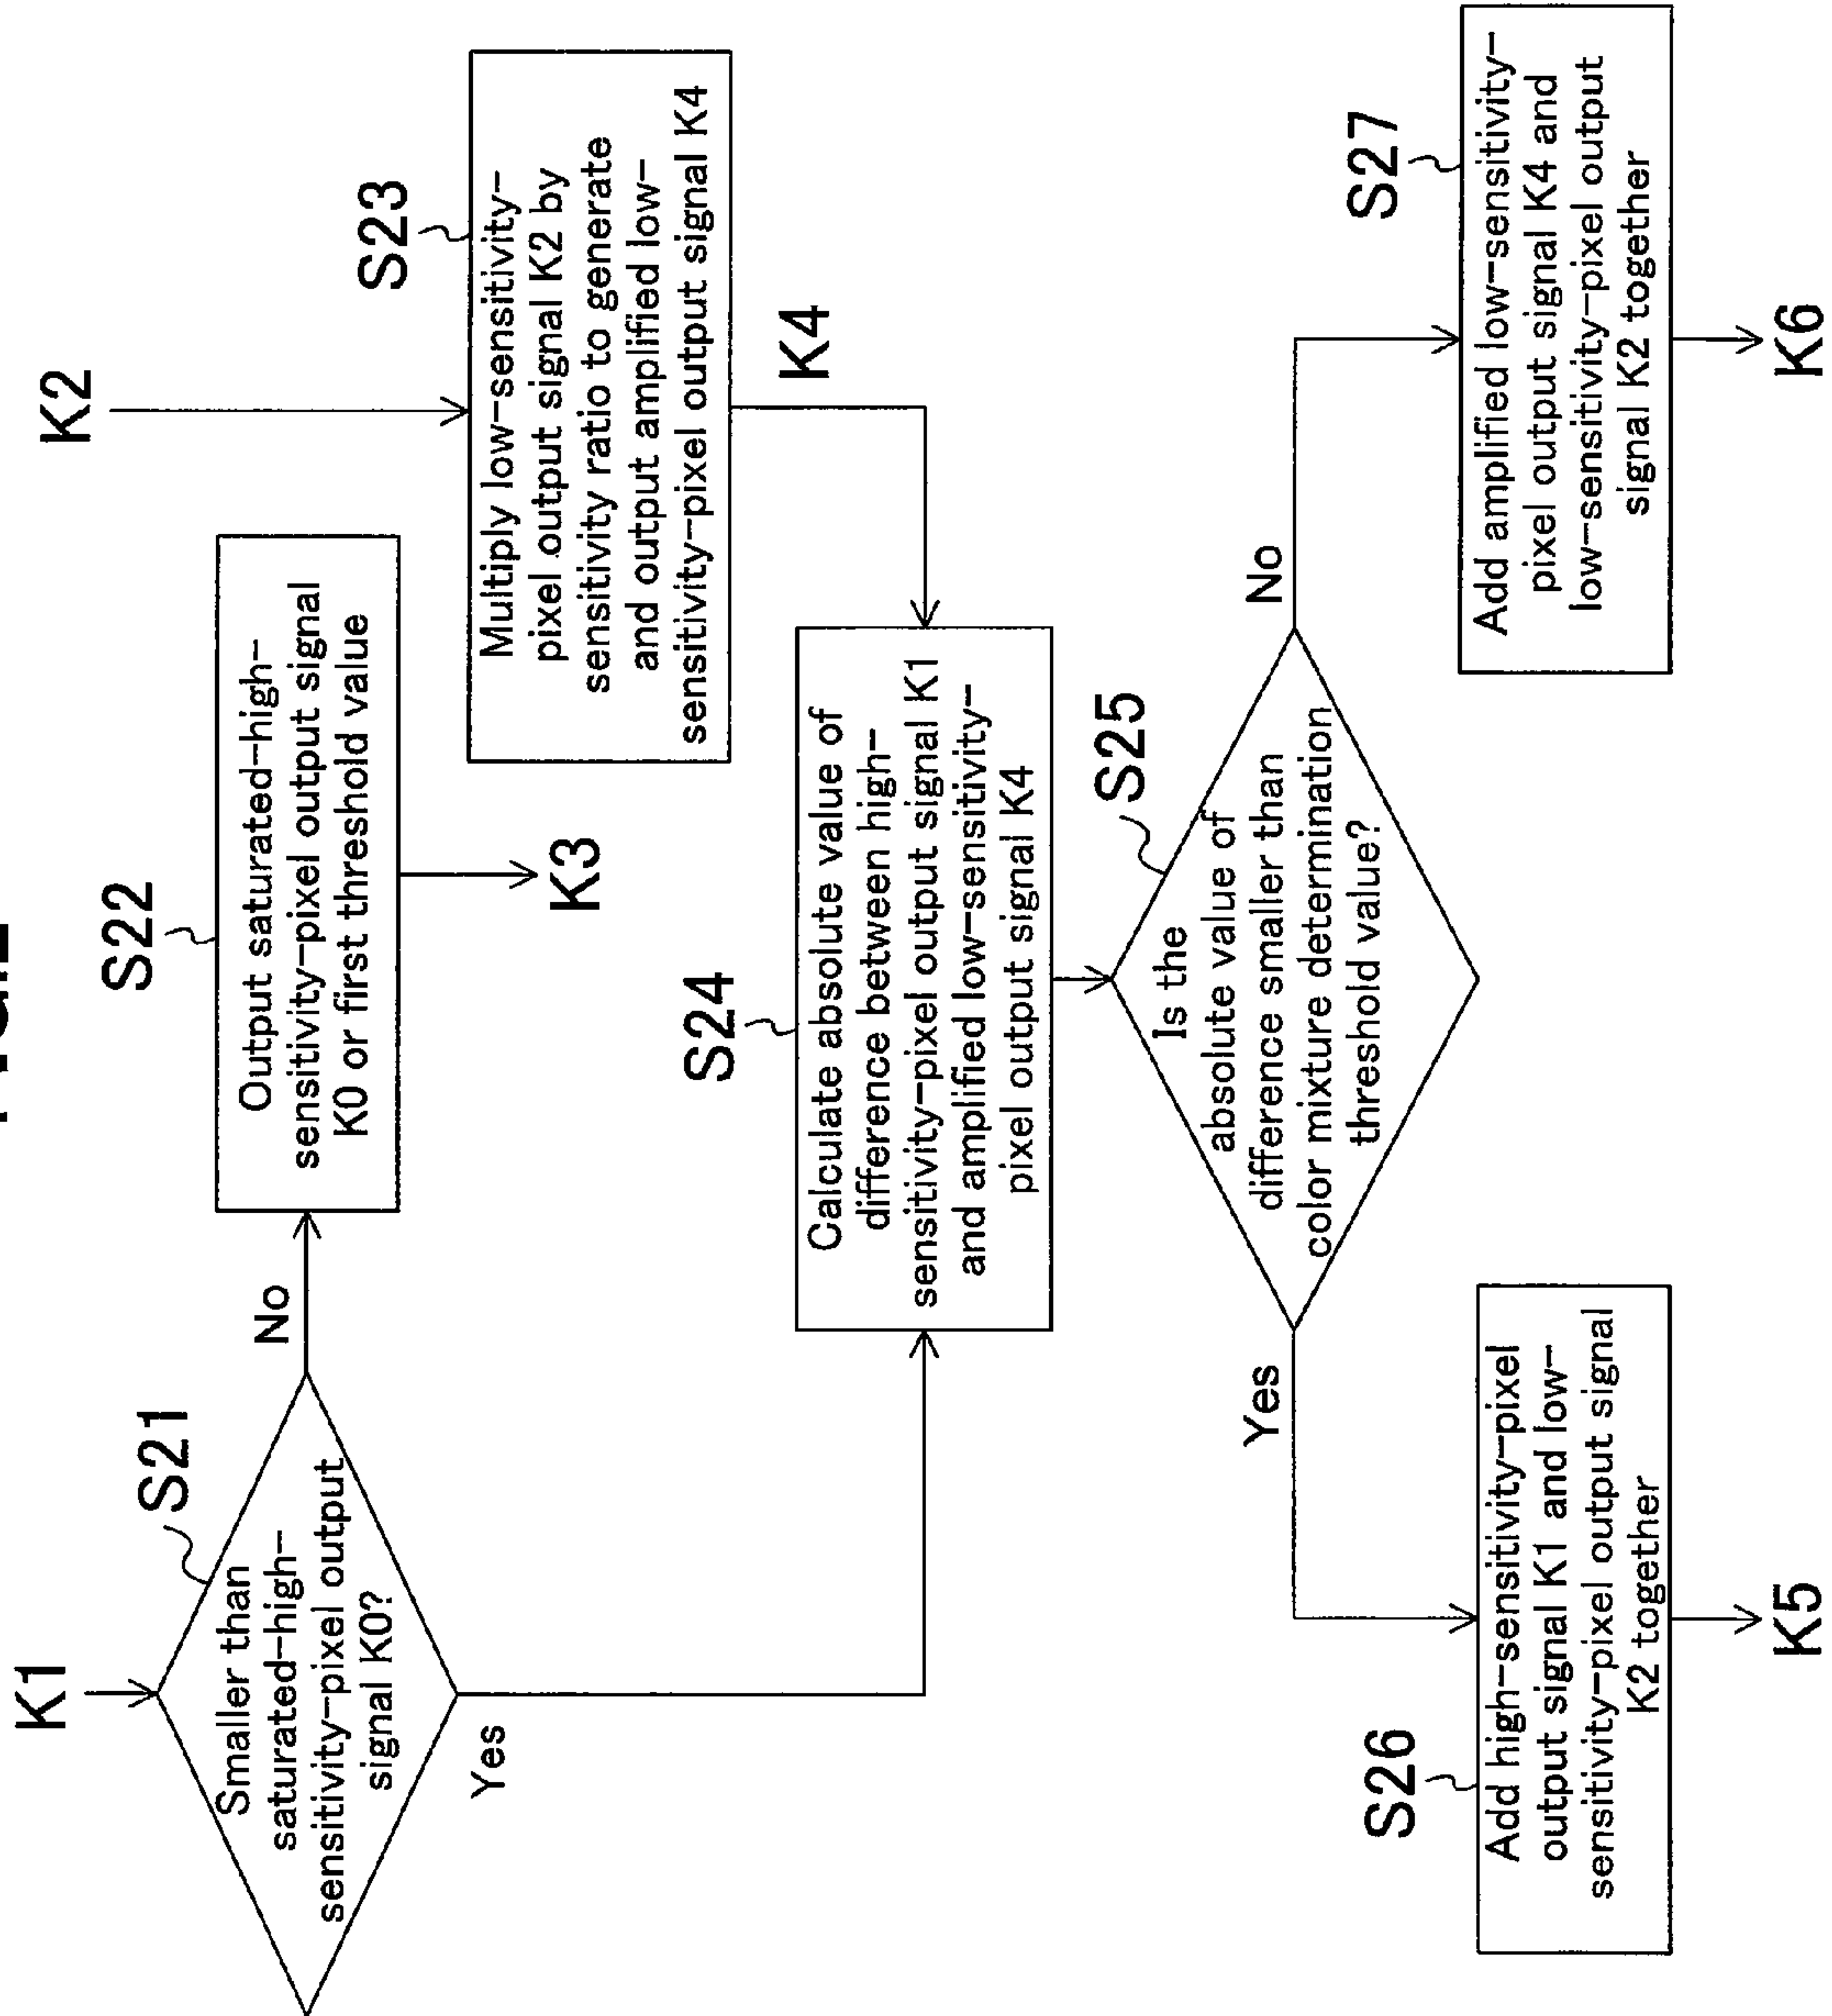 K1
Smaller than
saturated-high-
sensitivity-pixel output
signal K0?
S21
No
Yes
S22
Output saturated-high-
sensitivity-pixel output signal
K0 or first threshold value
K3
K2
S23
Multiply low-sensitivity-
pixel output signal K2 by
sensitivity ratio to generate
and output amplified low-
sensitivity-pixel output signal K4
K4
S24
Calculate absolute value of
difference between high-
sensitivity-pixel output signal K1
and amplified low-sensitivity-
pixel output signal K4
S25
Is the
absolute value of
difference smaller than
color mixture determination
threshold value?
Yes
No
S26
Add high-sensitivity-pixel
output signal K1 and low-
sensitivity-pixel output signal
K2 together
K5
S27
Add amplified low-sensitivity-
pixel output signal K4 and
low-sensitivity-pixel output
signal K2 together
K6